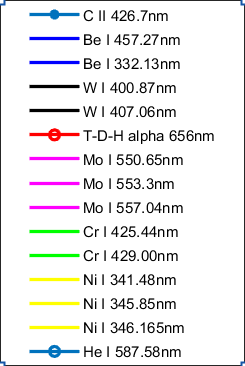 C II 426.7nm
Be I 457.27nm
Be I 332.13nm
W I 400.87nm
W I 407.06nm
T-D-H alpha 656nm
Mo I 550.65nm
Mo I 553.3nm
Mo I 557.04nm
Cr I 425.44nm
Cr I 429.00nm
Ni I 341.48nm
Ni I 345.85nm
Ni I 346.165nm
He I 587.58nm